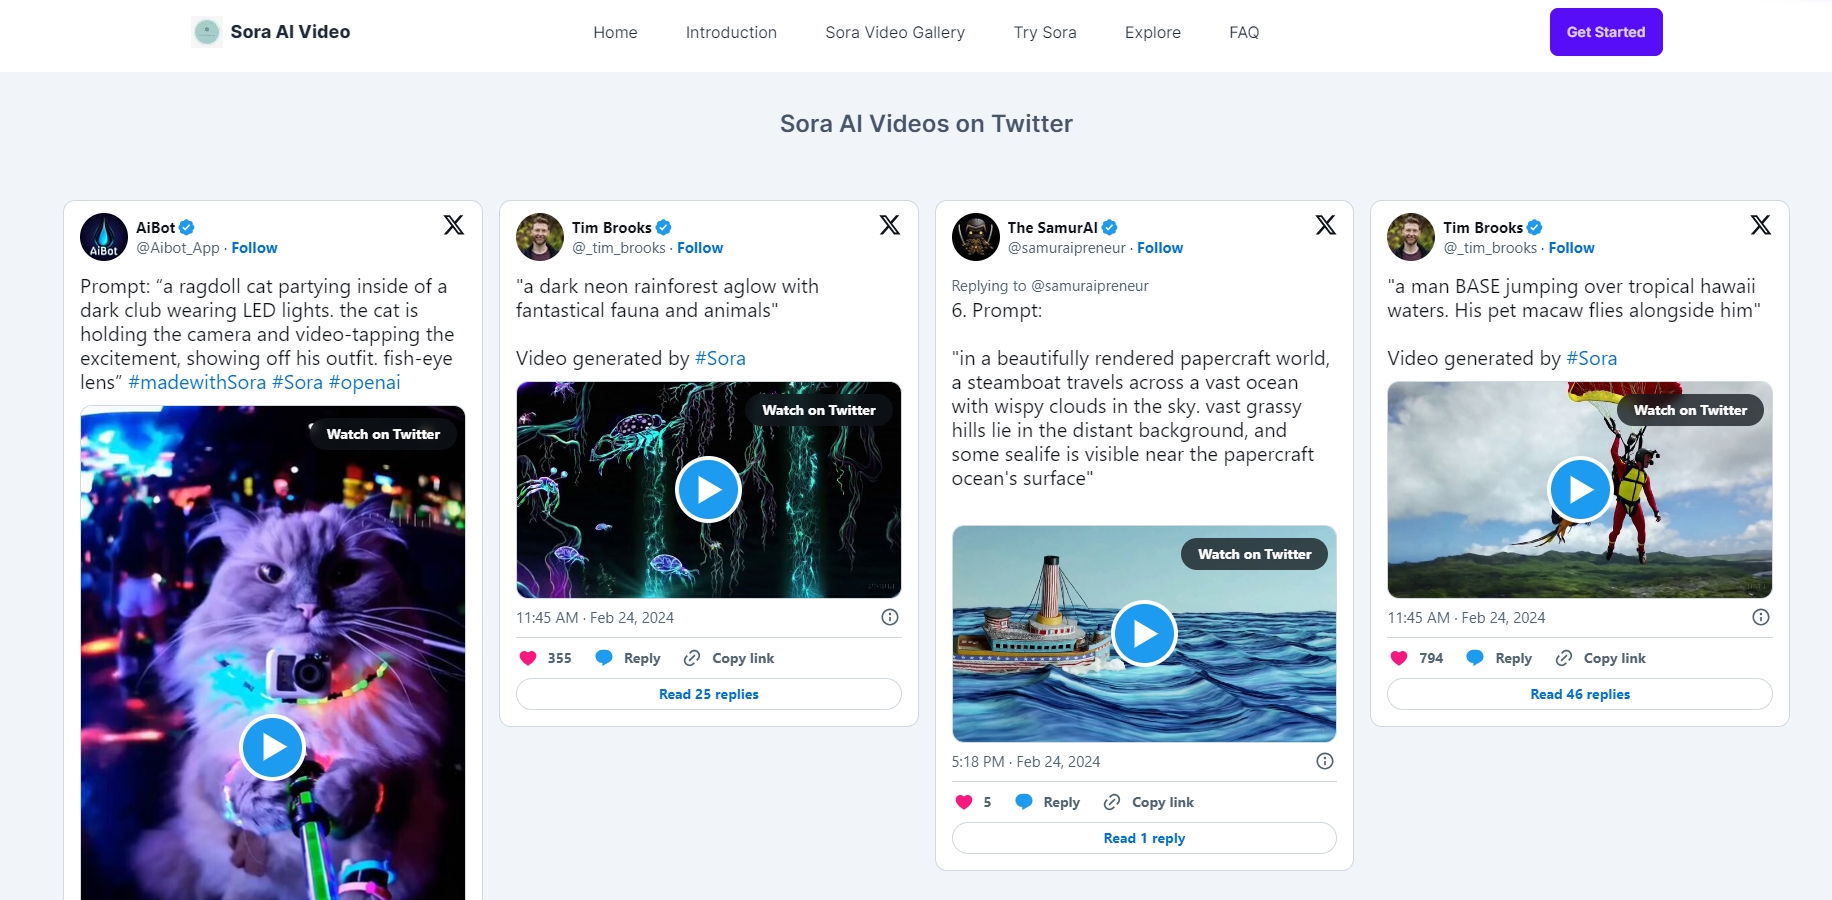 Sora AI Video
Home
Introduction
Sora Video Gallery
Try Sora
Explore
FAQ
Get Started
Sora AI Videos on Twitter
AiBot
@Aibot_App · Follow
AiBot
Prompt: “a ragdoll cat partying inside of a
dark club wearing LED lights. the cat is
holding the camera and video-tapping the
excitement, showing off his outfit. fish-eye
lens” #madewithSora #Sora #openai
Watch on Twitter
Tim Brooks
@_tim_brooks · Follow
"a dark neon rainforest aglow with
fantastical fauna and animals"
Video generated by #Sora
Watch on Twitter
11:45 AM · Feb 24, 2024
355 Reply Copy link
Read 25 replies
The SamurAI
@samuraipreneur · Follow
Replying to @samuraipreneur
6. Prompt:
"in a beautifully rendered papercraft world,
a steamboat travels across a vast ocean
with wispy clouds in the sky. vast grassy
hills lie in the distant background, and
some sealife is visible near the papercraft
ocean's surface"
Watch on Twitter
5:18 PM · Feb 24, 2024
5 Reply Copy link
Read 1 reply
Tim Brooks
@_tim_brooks · Follow
"a man BASE jumping over tropical hawaii
waters. His pet macaw flies alongside him"
Video generated by #Sora
Watch on Twitter
11:45 AM · Feb 24, 2024
794 Reply Copy link
Read 46 replies